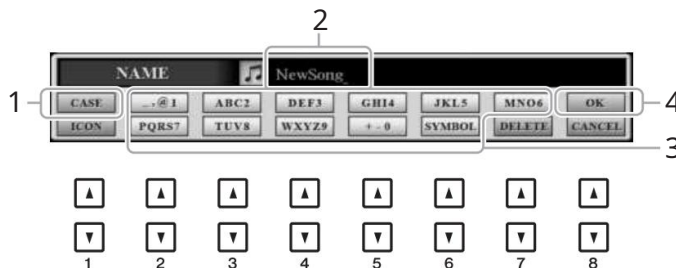 2
NAME NewSong_
1 CASE _.@1 ABC2 DEF3 GHI4 JKL5 MNO6 OK 4
ICON PQRS7 TUV8 WXYZ9 +-0 SYMBOL DELETE CANCEL
3
1 2 3 4 5 6 7 8